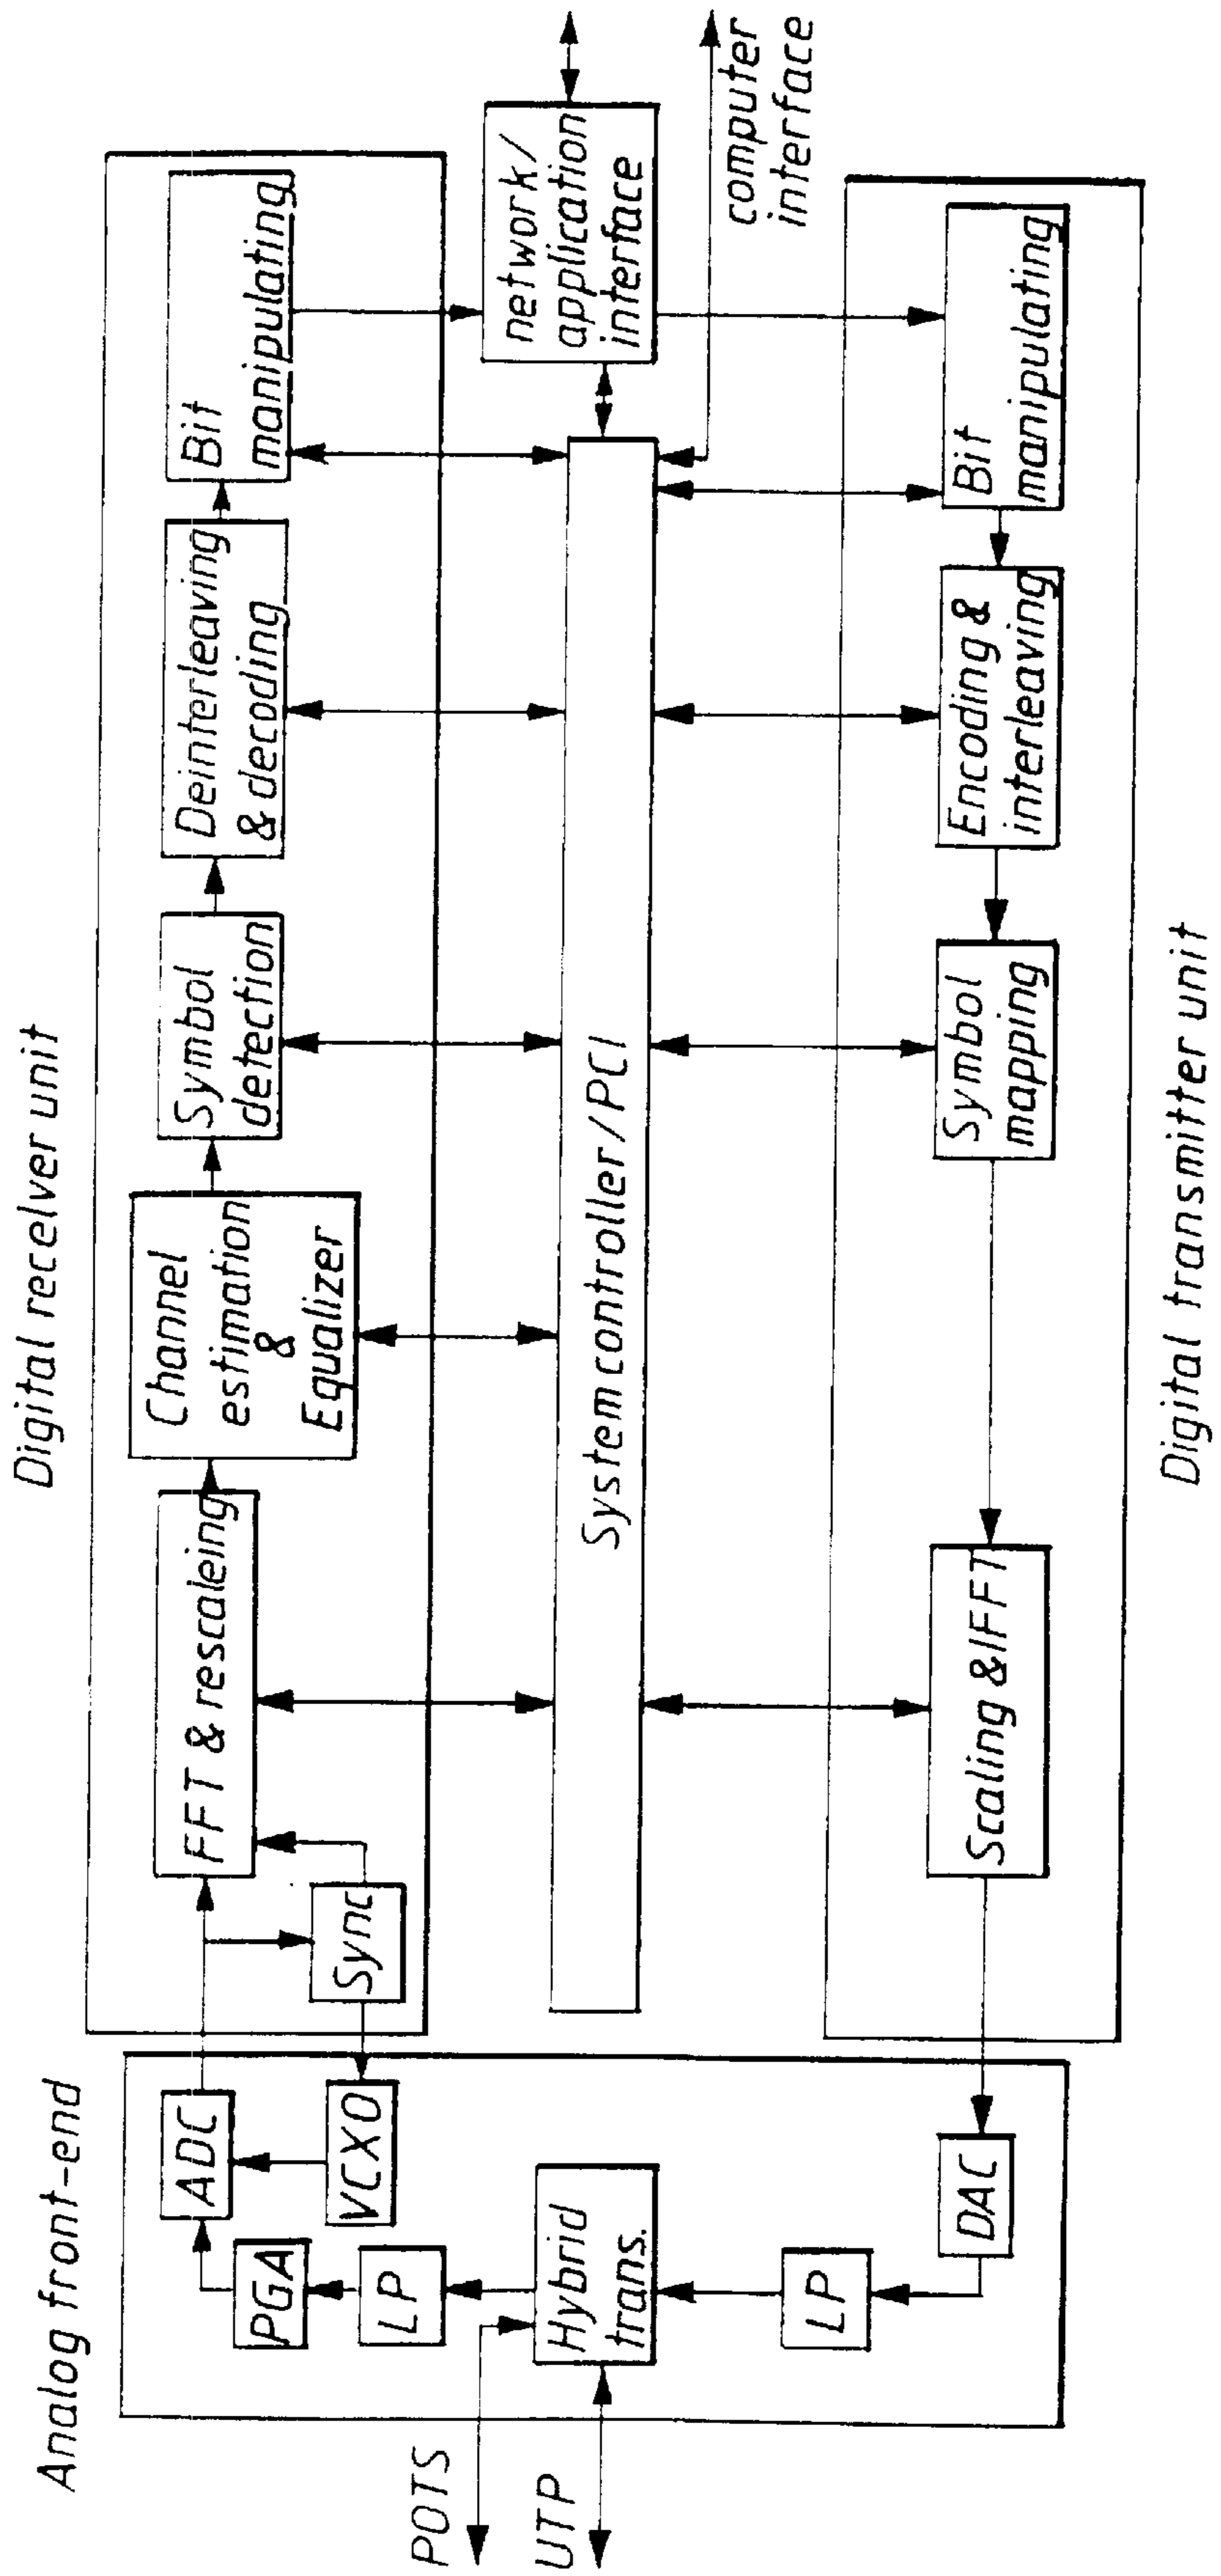 Analog front-end
Digital recelver unit
ADC
FFT & rescaleing
Channel
estimation
&
Equalizer
Symbol
detection
Deinterleaving
& decoding
Bit
manipulating
PGA
VCXO
Sync
LP
POTS
UTP
Hybrid
trans.
System controller/PCI
network/
application
interface
computer
interface
LP
DAC
Scaling &IFFT
Symbol
mapping
Encoding &
interleaving
Bit
manipulating
Digital transmitter unit